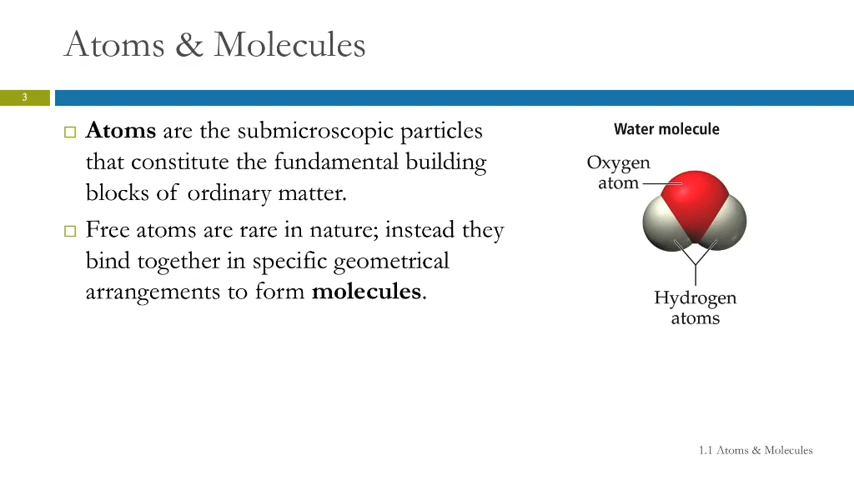 Atoms & Molecules
3
Atoms are the submicroscopic particles
that constitute the fundamental building
blocks of ordinary matter.
Free atoms are rare in nature; instead they
bind together in specific geometrical
arrangements to form molecules.
Water molecule
Oxygen
atom
Hydrogen
atoms
1.1 Atoms & Molecules